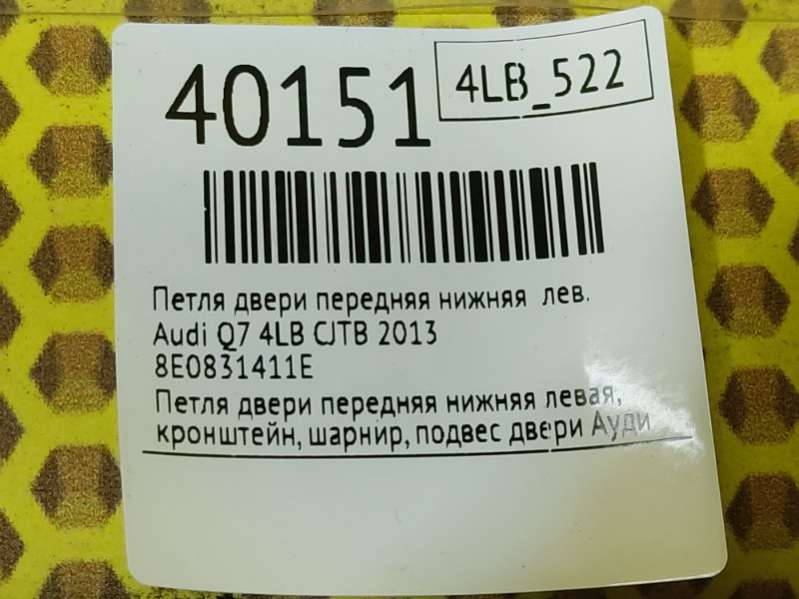 40151
4LB_522
Петля двери передняя нижняя лев.
Audi Q7 4LB CJTB 2013
8E0831411E
Петля двери передняя нижняя левая,
кронштейн, шарнир, подвес двери Ауди